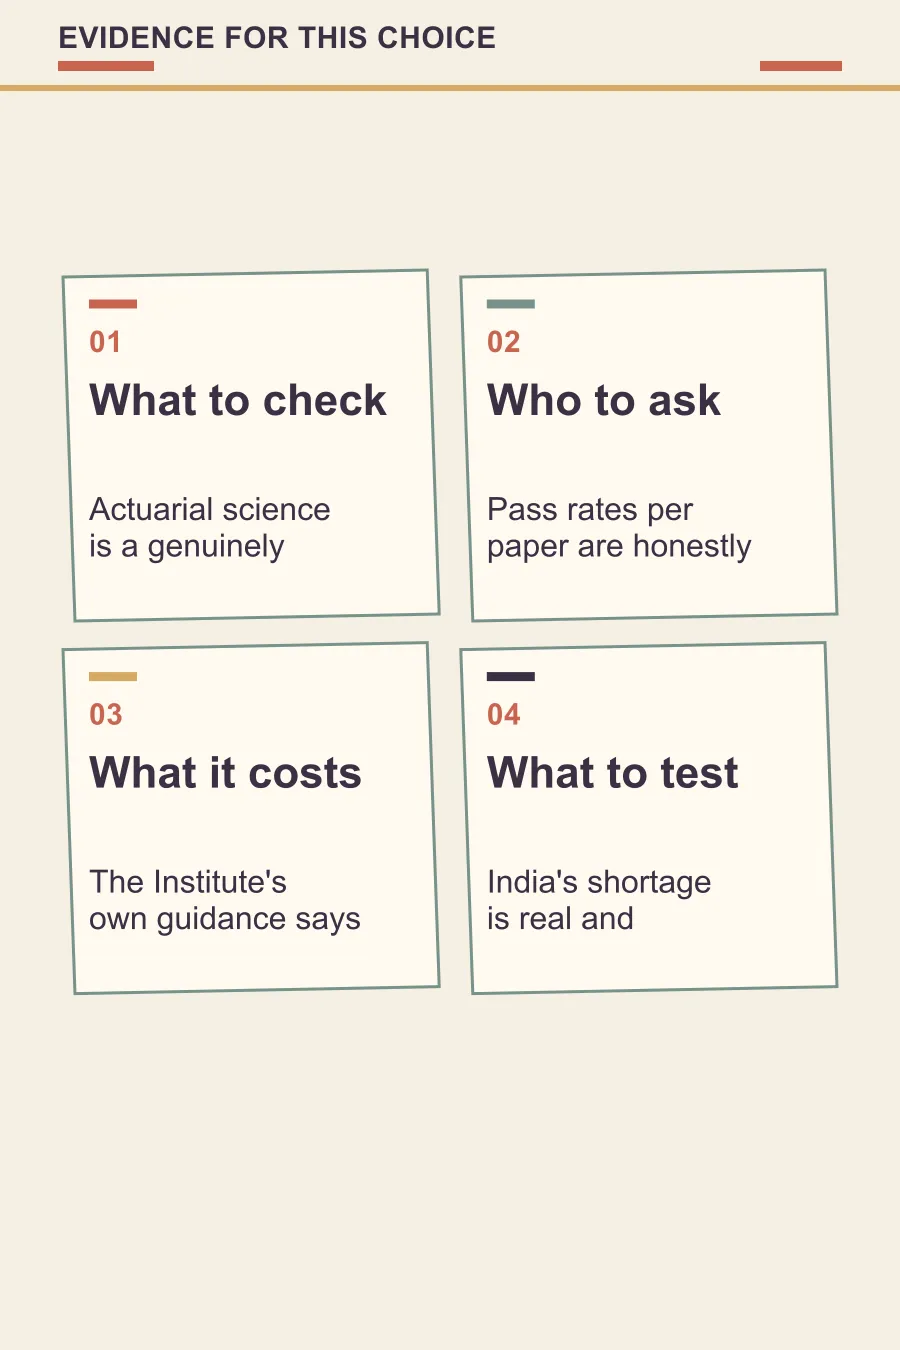 EVIDENCE FOR THIS CHOICE
01
What to check
Actuarial science
is a genuinely
02
Who to ask
Pass rates per
paper are honestly
03
What it costs
The Institute's
own guidance says
04
What to test
India's shortage
is real and